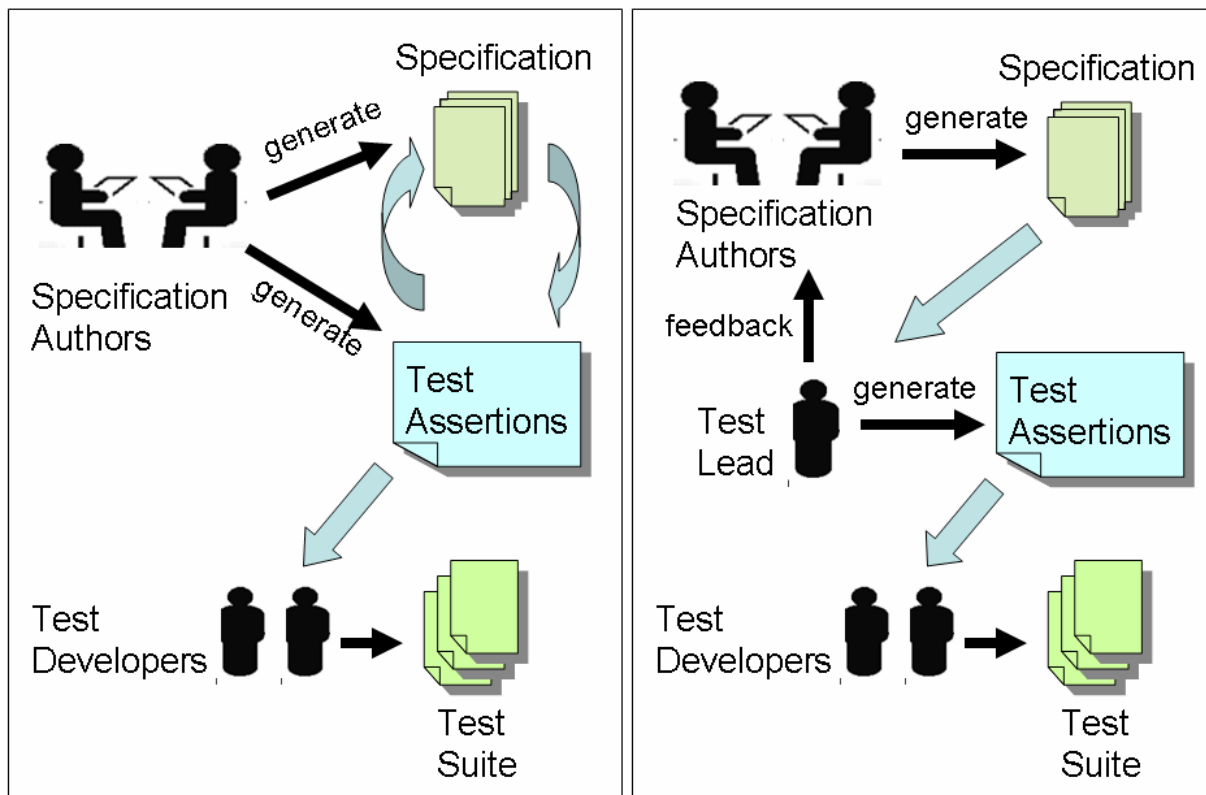 Specification
generate
Specification
Authors
generate
Test
Assertions
Test
Developers
Test
Suite
Specification
generate
Specification
Authors
feedback
generate
Test
Lead
Test
Assertions
Test
Developers
Test
Suite